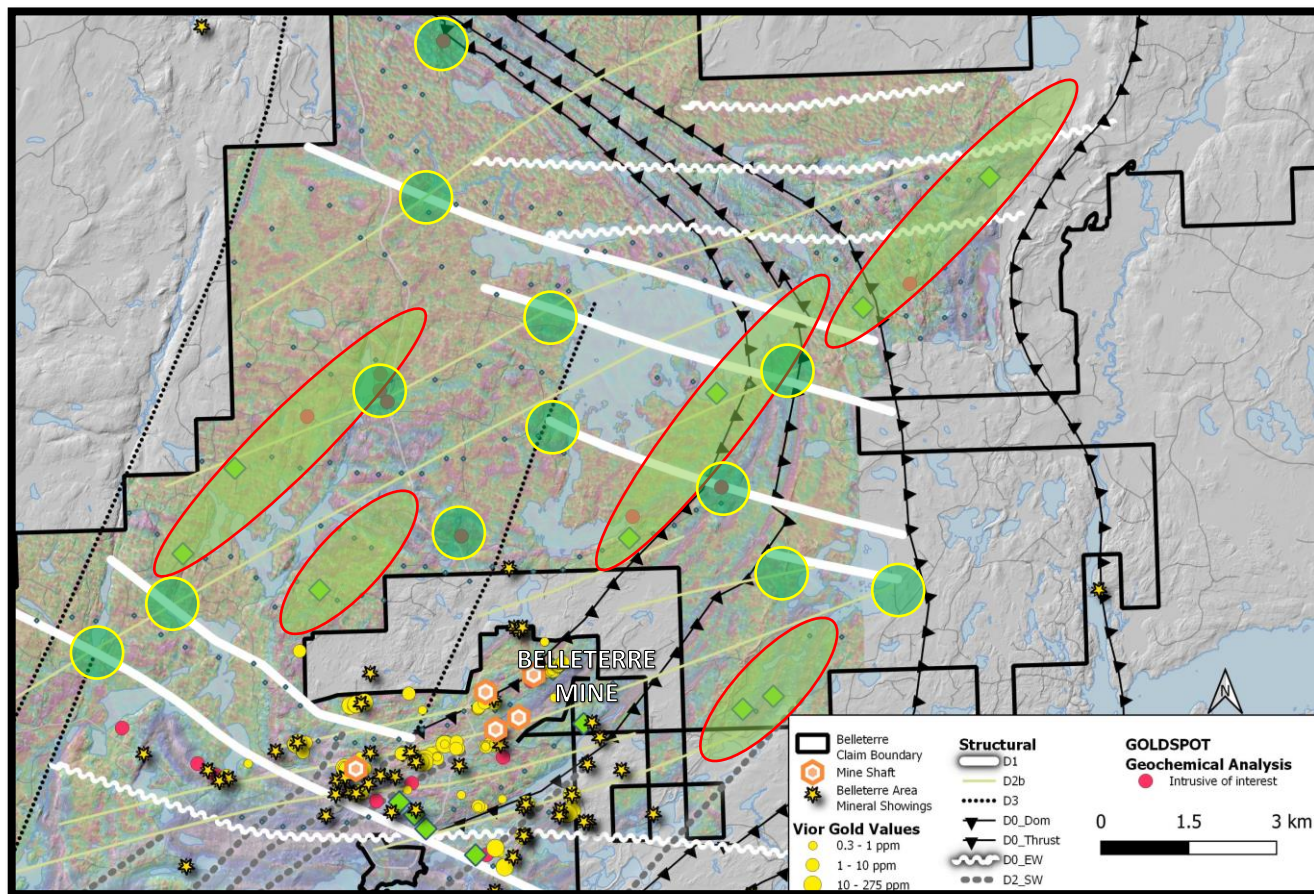 BELLETERRE
MINE
N
Belleterre
Claim Boundary
Mine Shaft
Belleterre Area
Mineral Showings
Vior Gold Values
0.3 - 1 ppm
1 - 10 ppm
10 - 275 ppm
Structural
D1
D2b
D3
D0_Dom
D0_Thrust
D0_EW
D2_SW
GOLDSPOT
Geochemical Analysis
Intrusive of interest
0 1.5 3 km